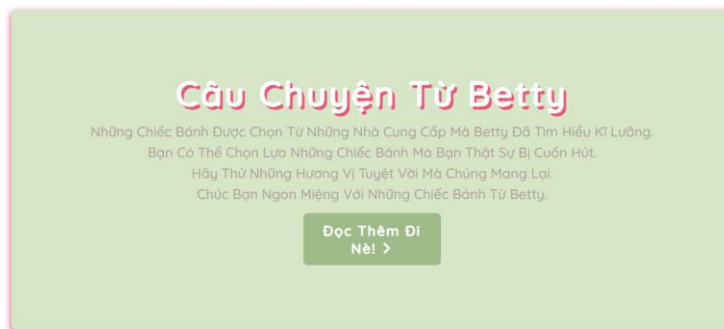 Câu Chuyện Từ Betty
Những Chiếc Bánh Được Chọn Từ Những Nhà Cung Cấp Mà Betty Đã Tìm Hiểu Kĩ Lưỡng.
Bạn Có Thể Chọn Lựa Những Chiếc Bánh Mà Bạn Thật Sự Bị Cuốn Hút.
Hãy Thử Những Hương Vị Tuyệt Vời Mà Chúng Mang Lại.
Chúc Bạn Ngon Miệng Với Những Chiếc Bánh Từ Betty.
Đọc Thêm Đi
Nè! >